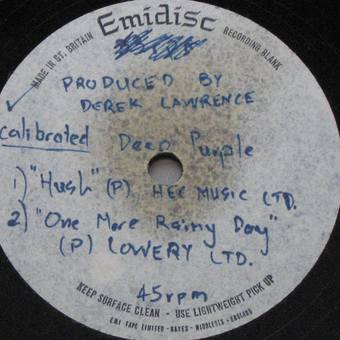 Emidisc
MADE IN GT. BRITAIN
RECORDING BLANK
✓ PRODUCED BY
DEREK LAWRENCE
calibrated Deep Purple
1) "Hush" (P) HEC MUSIC LTD.
2) "One More Rainy Day"
(P) LOWERY LTD.
45rpm
KEEP SURFACE CLEAN - USE LIGHTWEIGHT PICK UP
E.M.I TAPE LIMITED · HAYES · MIDDLESEX · ENGLAND